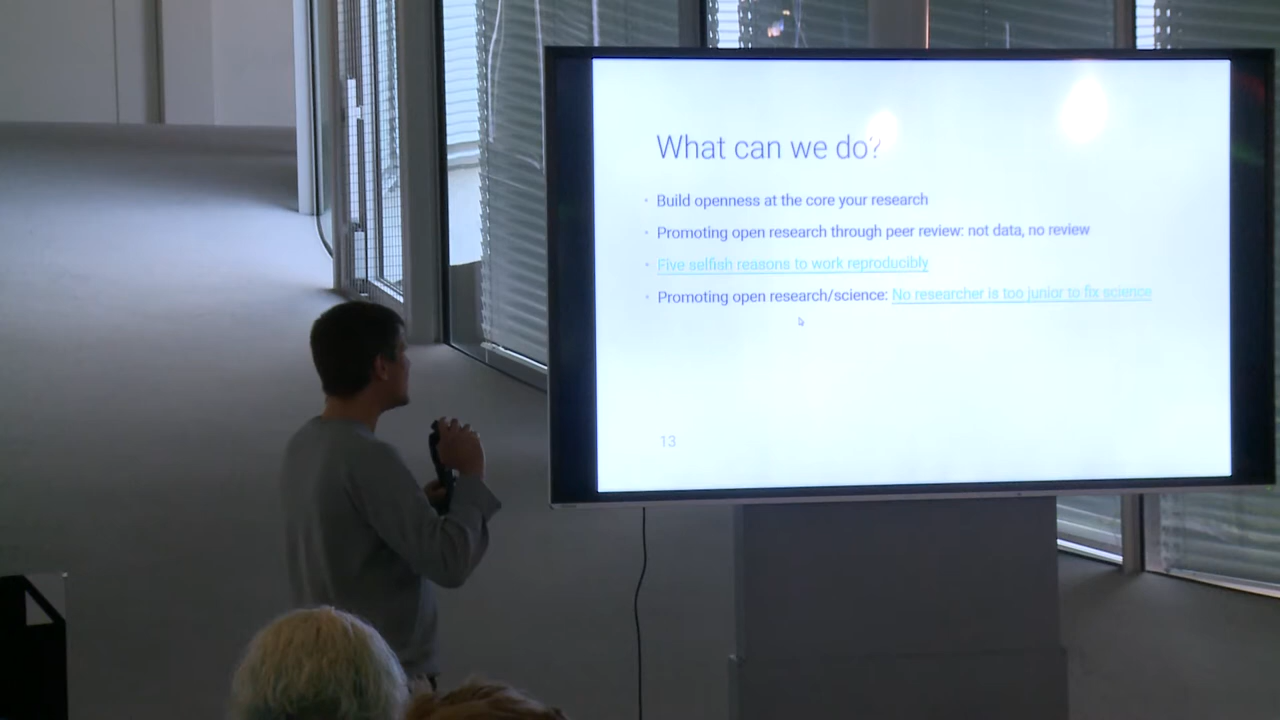 What can we do?
Build openness at the core your research
Promoting open research through peer review: not data, no review
Five selfish reasons to work reproducibly
Promoting open research/science: No researcher is too junior to fix science
13